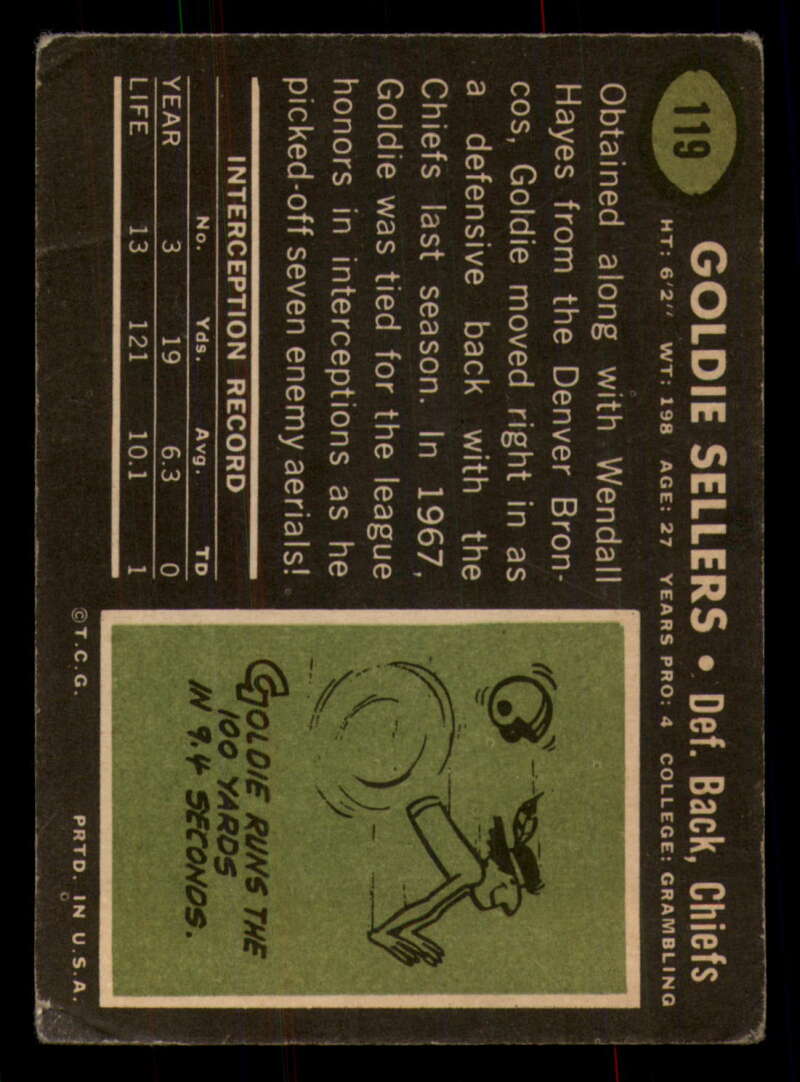 119
GOLDIE SELLERS • Def. Back, Chiefs
HT: 6'2" WT: 198 AGE: 27 YEARS PRO: 4 COLLEGE: GRAMBLING
Obtained along with Wendall
Hayes from the Denver Bron-
cos, Goldie moved right in as
a defensive back with the
Chiefs last season. In 1967,
Goldie was tied for the league
honors in interceptions as he
picked-off seven enemy aerials!
INTERCEPTION RECORD
No. Yds. Avg. TD
YEAR 3 19 6.3 0
LIFE 13 121 10.1 1
GOLDIE RUNS THE
100 YARDS
IN 9.4 SECONDS.
©T.C.G. PRTD. IN U.S.A.